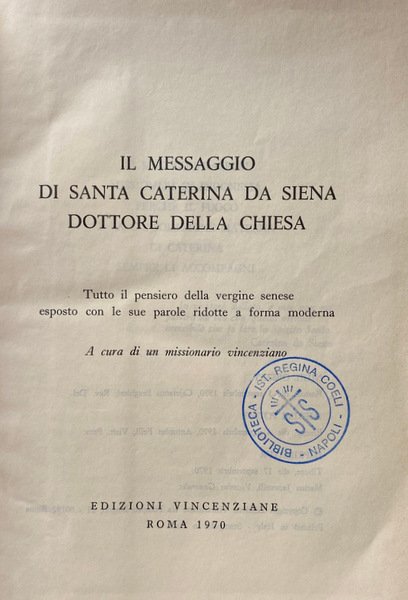 IL MESSAGGIO
DI SANTA CATERINA DA SIENA
DOTTORE DELLA CHIESA
Tutto il pensiero della vergine senese
esposto con le sue parole ridotte a forma moderna
A cura di un missionario vincenziano
BIBLIOTECA - IST. REGINA COELI - NAPOLI -
EDIZIONI VINCENZIANE
ROMA 1970